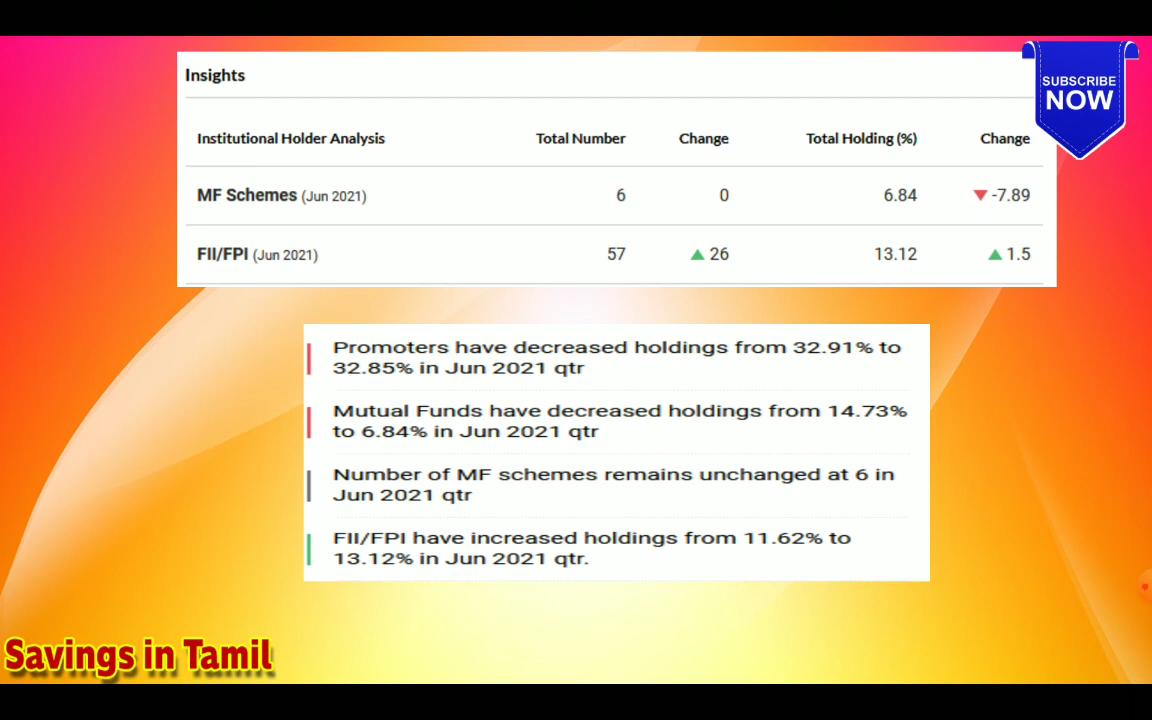 Insights
SUBSCRIBE
NOW
Institutional Holder Analysis Total Number Change Total Holding (%) Change
MF Schemes (Jun 2021) 6 0 6.84 ▼ -7.89
FII/FPI (Jun 2021) 57 ▲ 26 13.12 ▲ 1.5
Promoters have decreased holdings from 32.91% to
32.85% in Jun 2021 qtr
Mutual Funds have decreased holdings from 14.73%
to 6.84% in Jun 2021 qtr
Number of MF schemes remains unchanged at 6 in
Jun 2021 qtr
FII/FPI have increased holdings from 11.62% to
13.12% in Jun 2021 qtr.
Savings in Tamil